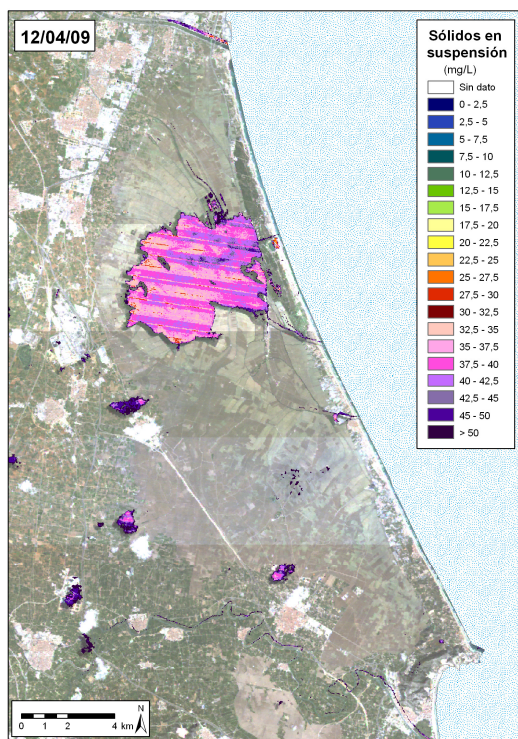 12/04/09
Sólidos en
suspensión
(mg/L)
Sin dato
0 - 2,5
2,5 - 5
5 - 7,5
7,5 - 10
10 - 12,5
12,5 - 15
15 - 17,5
17,5 - 20
20 - 22,5
22,5 - 25
25 - 27,5
27,5 - 30
30 - 32,5
32,5 - 35
35 - 37,5
37,5 - 40
40 - 42,5
42,5 - 45
45 - 50
> 50
N
0 1 2 4 km